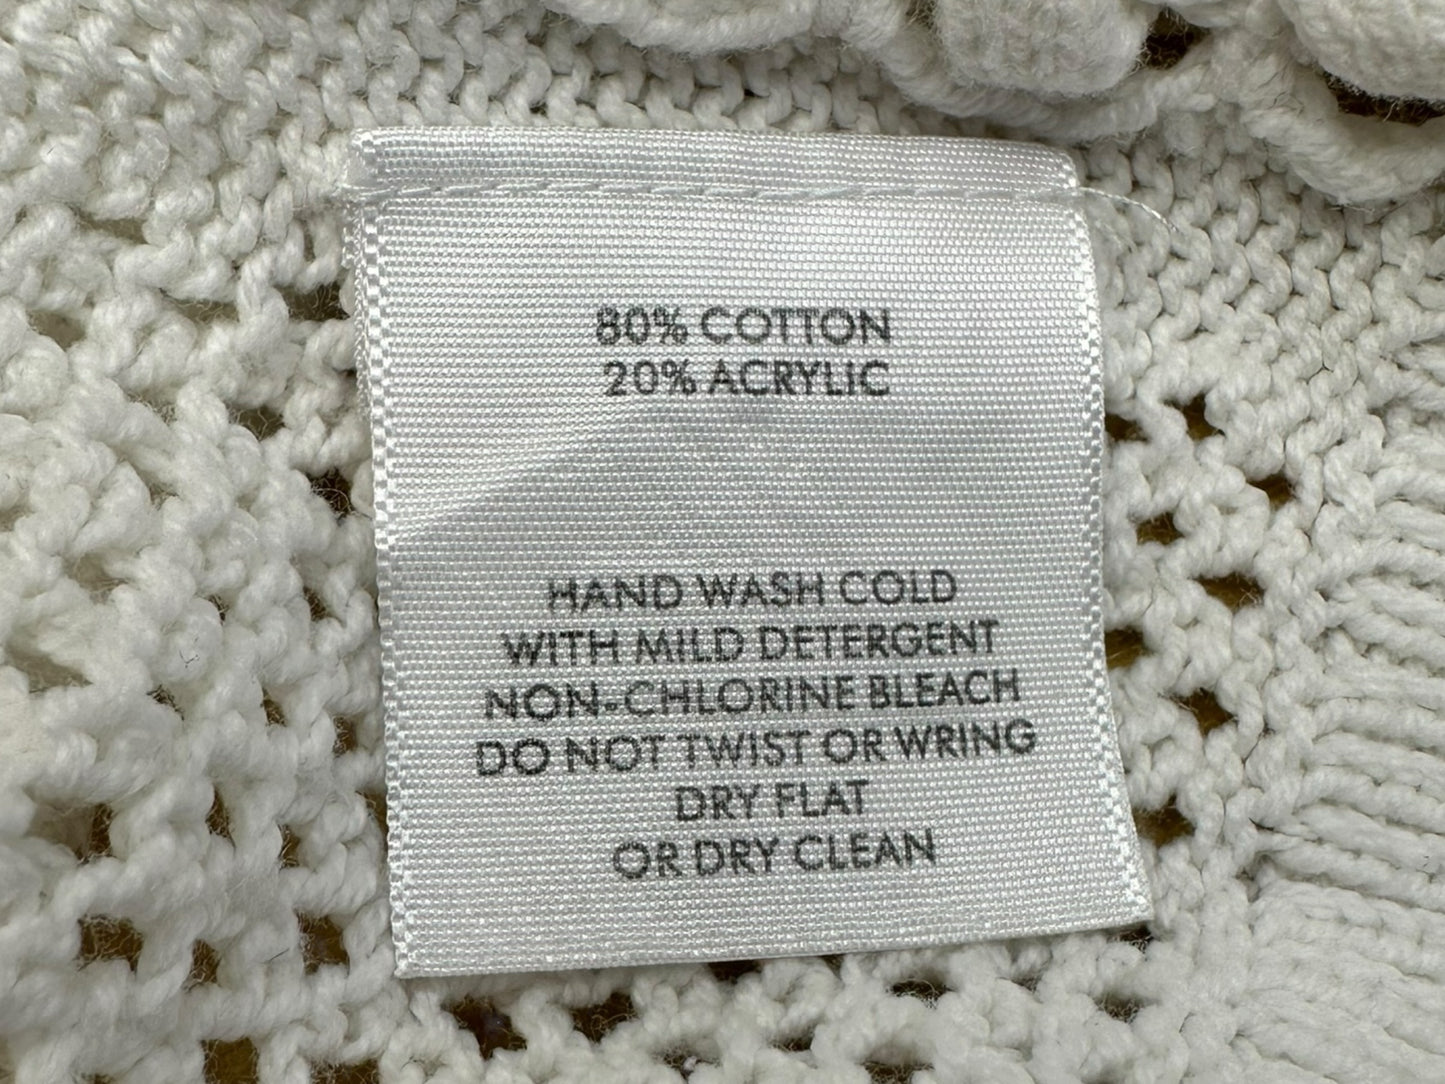 80% COTTON
20% ACRYLIC
HAND WASH COLD
WITH MILD DETERGENT
NON-CHLORINE BLEACH
DO NOT TWIST OR WRING
DRY FLAT
OR DRY CLEAN